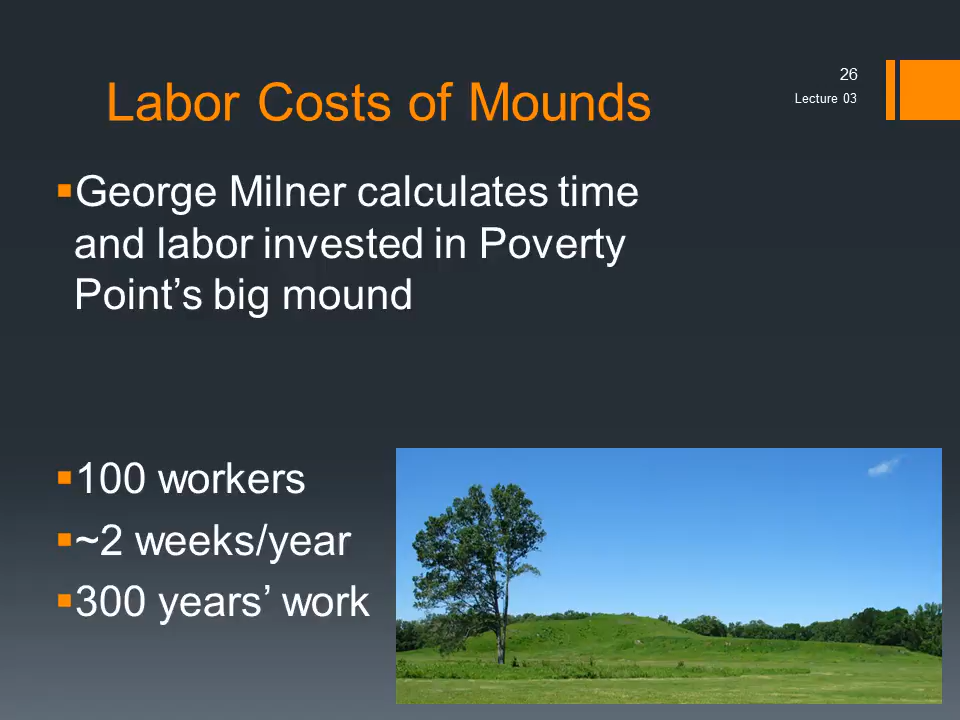 26
Lecture 03
Labor Costs of Mounds
▪George Milner calculates time
and labor invested in Poverty
Point’s big mound
▪100 workers
▪~2 weeks/year
▪300 years’ work